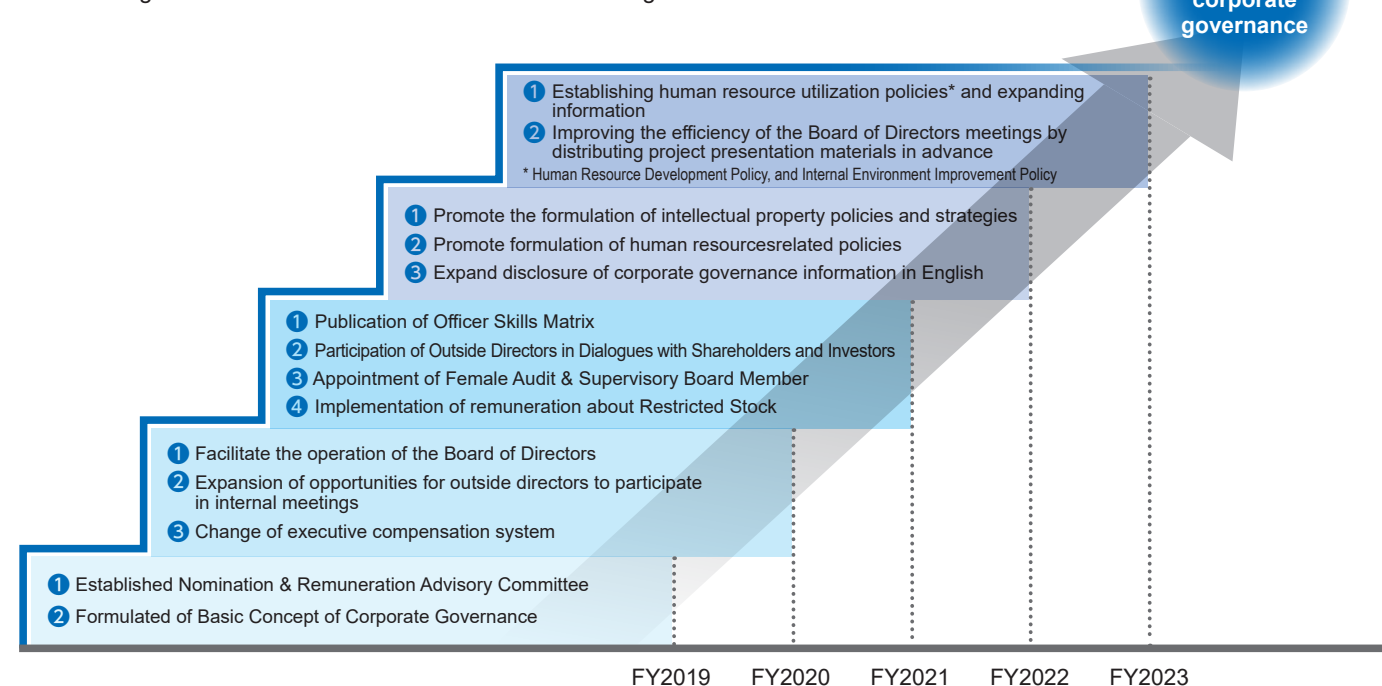 corporate
governance
❶ Establishing human resource utilization policies* and expanding
information
❷ Improving the efficiency of the Board of Directors meetings by
distributing project presentation materials in advance
* Human Resource Development Policy, and Internal Environment Improvement Policy
❶ Promote the formulation of intellectual property policies and strategies
❷ Promote formulation of human resourcesrelated policies
❸ Expand disclosure of corporate governance information in English
❶ Publication of Officer Skills Matrix
❷ Participation of Outside Directors in Dialogues with Shareholders and Investors
❸ Appointment of Female Audit & Supervisory Board Member
❹ Implementation of remuneration about Restricted Stock
❶ Facilitate the operation of the Board of Directors
❷ Expansion of opportunities for outside directors to participate
in internal meetings
❸ Change of executive compensation system
❶ Established Nomination & Remuneration Advisory Committee
❷ Formulated of Basic Concept of Corporate Governance
FY2019 FY2020 FY2021 FY2022 FY2023